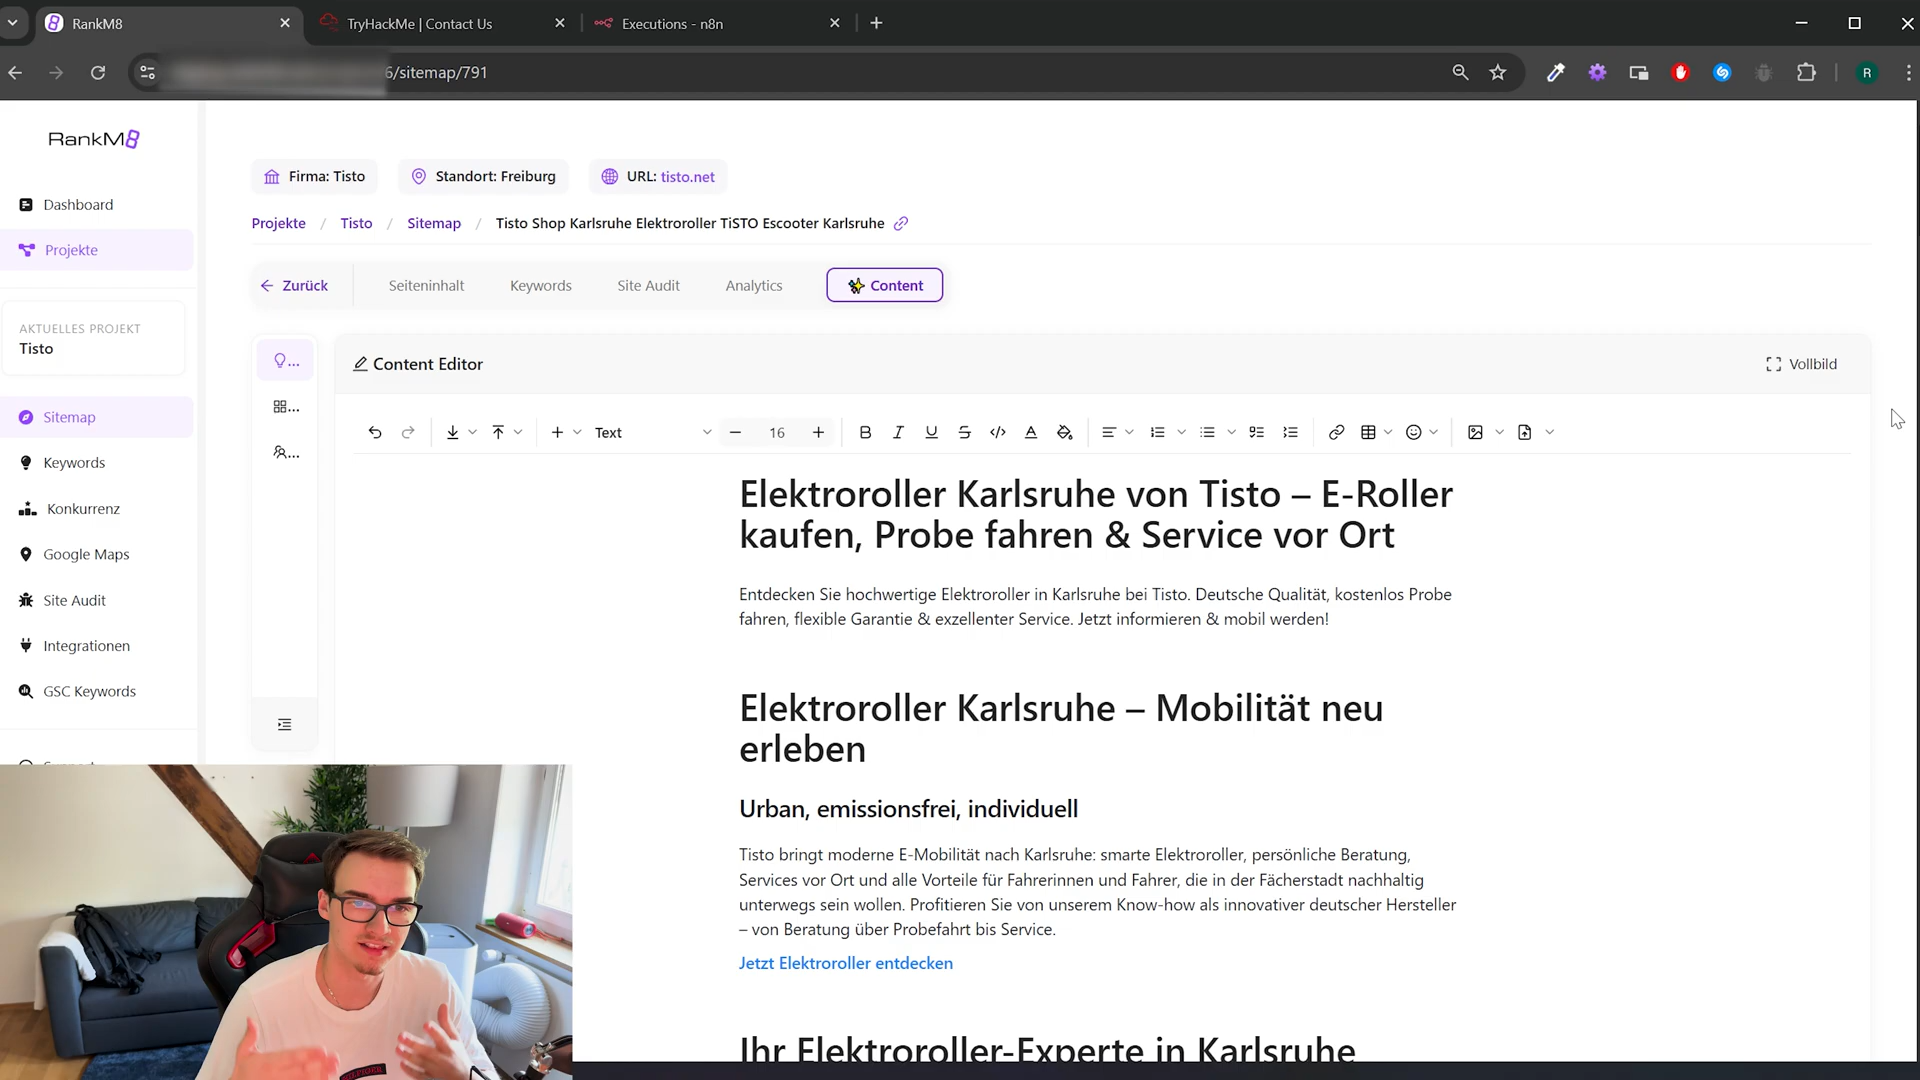 RankM8
TryHackMe | Contact Us
Executions - n8n
6/sitemap/791
R
RankM8
Dashboard
Projekte
AKTUELLES PROJEKT
Tisto
Sitemap
Keywords
Konkurrenz
Google Maps
Site Audit
Integrationen
GSC Keywords
Firma: Tisto
Standort: Freiburg
URL: tisto.net
Projekte / Tisto / Sitemap / Tisto Shop Karlsruhe Elektroroller TiSTO Escooter Karlsruhe
Zurück
Seiteninhalt
Keywords
Site Audit
Analytics
Content
Content Editor
Vollbild
Text
16
Elektroroller Karlsruhe von Tisto – E-Roller
kaufen, Probe fahren & Service vor Ort
Entdecken Sie hochwertige Elektroroller in Karlsruhe bei Tisto. Deutsche Qualität, kostenlos Probe
fahren, flexible Garantie & exzellenter Service. Jetzt informieren & mobil werden!
Elektroroller Karlsruhe – Mobilität neu
erleben
Urban, emissionsfrei, individuell
Tisto bringt moderne E-Mobilität nach Karlsruhe: smarte Elektroroller, persönliche Beratung,
Services vor Ort und alle Vorteile für Fahrerinnen und Fahrer, die in der Fächerstadt nachhaltig
unterwegs sein wollen. Profitieren Sie von unserem Know-how als innovativer deutscher Hersteller
– von Beratung über Probefahrt bis Service.
Jetzt Elektroroller entdecken
Ihr Elektroroller-Experte in Karlsruhe